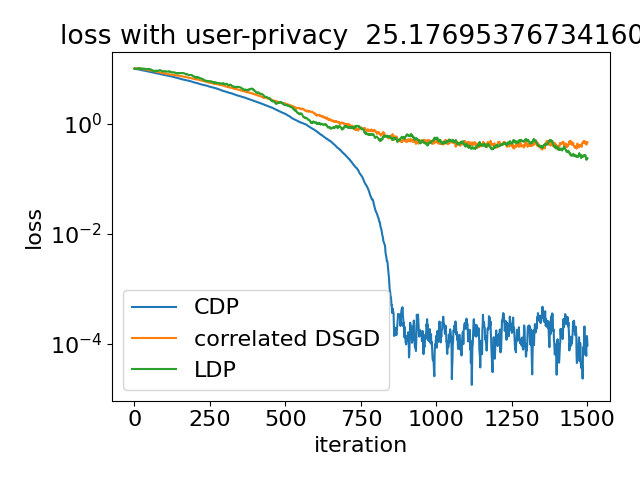 loss with user-privacy 25.17695376734160
loss
10⁰
10⁻²
10⁻⁴
CDP
correlated DSGD
LDP
0 250 500 750 1000 1250 1500
iteration